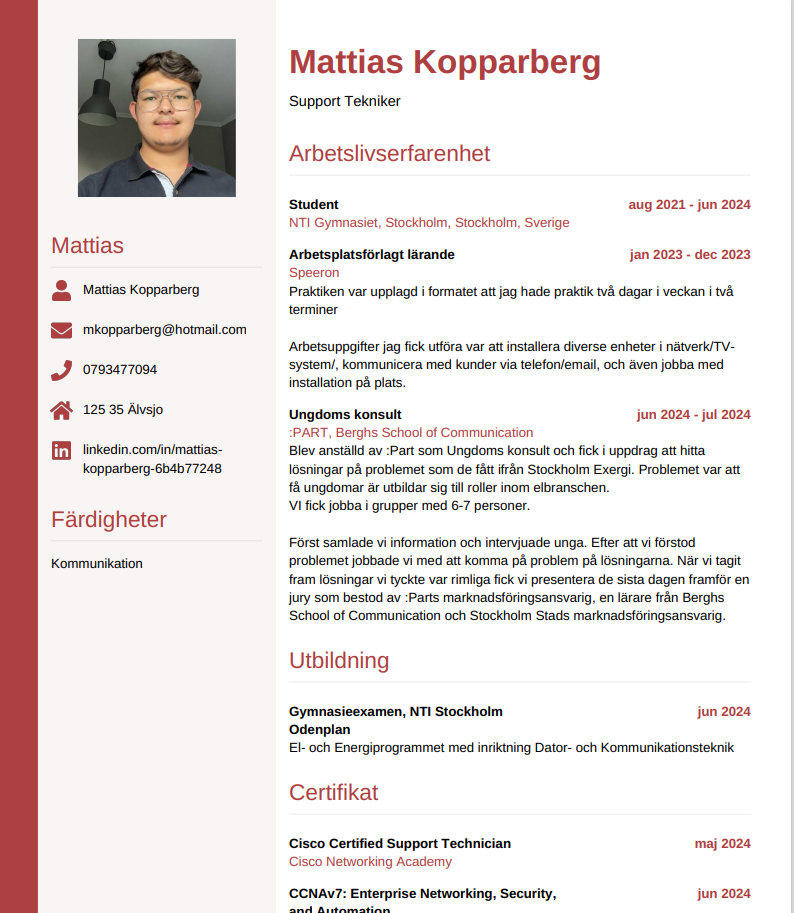 Mattias
Mattias Kopparberg
mkopparberg@hotmail.com
0793477094
125 35 Älvsjo
linkedin.com/in/mattias-
kopparberg-6b4b77248
Färdigheter
Kommunikation
Mattias Kopparberg
Support Tekniker
Arbetslivserfarenhet
Student aug 2021 - jun 2024
NTI Gymnasiet, Stockholm, Stockholm, Sverige
Arbetsplatsförlagt lärande jan 2023 - dec 2023
Speeron
Praktiken var upplagd i formatet att jag hade praktik två dagar i veckan i två
terminer
Arbetsuppgifter jag fick utföra var att installera diverse enheter i nätverk/TV-
system/, kommunicera med kunder via telefon/email, och även jobba med
installation på plats.
Ungdoms konsult jun 2024 - jul 2024
:PART, Berghs School of Communication
Blev anställd av :Part som Ungdoms konsult och fick i uppdrag att hitta
lösningar på problemet som de fått ifrån Stockholm Exergi. Problemet var att
få ungdomar är utbildar sig till roller inom elbranschen.
VI fick jobba i grupper med 6-7 personer.
Först samlade vi information och intervjuade unga. Efter att vi förstod
problemet jobbade vi med att komma på problem på lösningarna. När vi tagit
fram lösningar vi tyckte var rimliga fick vi presentera de sista dagen framför en
jury som bestod av :Parts marknadsföringsansvarig, en lärare från Berghs
School of Communication och Stockholm Stads marknadsföringsansvarig.
Utbildning
Gymnasieexamen, NTI Stockholm jun 2024
Odenplan
El- och Energiprogrammet med inriktning Dator- och Kommunikationsteknik
Certifikat
Cisco Certified Support Technician maj 2024
Cisco Networking Academy
CCNAv7: Enterprise Networking, Security, jun 2024
and Automation